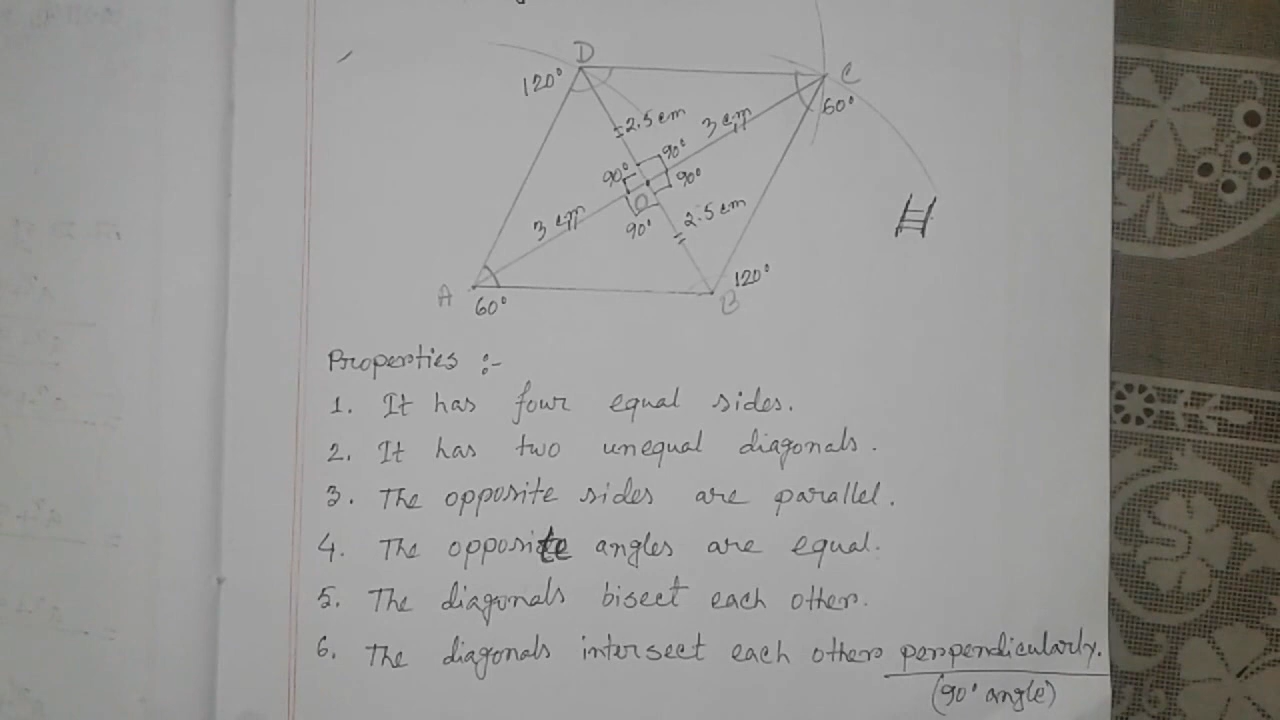 D
C
120°
60°
2.5 cm
3 cm
90°
90°
90°
90°
O
3 cm
2.5 cm
A
60°
B
120°
Properties :-
1. It has four equal sides.
2. It has two unequal diagonals.
3. The opposite sides are parallel.
4. The opposite angles are equal.
5. The diagonals bisect each other.
6. The diagonals intersect each others perpendicularly.
(90° angle)